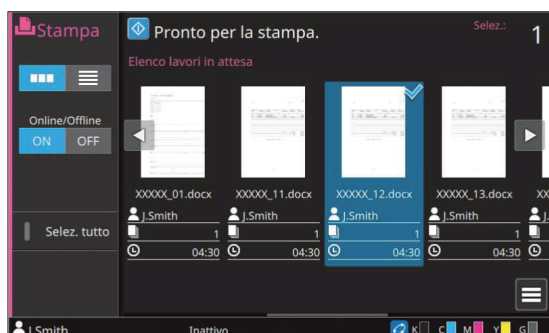 Stampa
Pronto per la stampa.
Selez.:
1
Elenco lavori in attesa
Online/Offline
ON OFF
Selez. tutto
XXXXX_01.docx XXXXX_11.docx XXXXX_12.docx XXXXX_13.docx XX
J.Smith J.Smith J.Smith J.Smith J.
1 1 1 1
04:30 04:30 04:30 04:30
J.Smith Inattivo K C M Y G